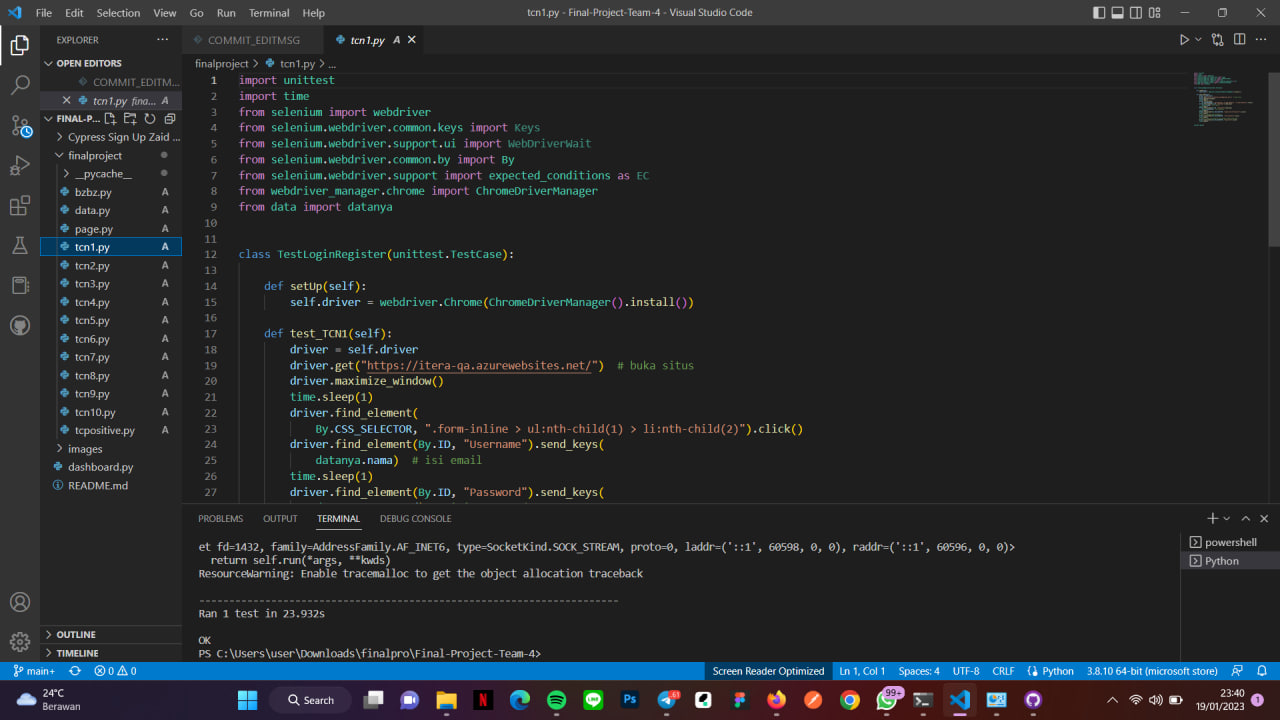 File Edit Selection View Go Run Terminal Help
tcn1.py - Final-Project-Team-4 - Visual Studio Code
EXPLORER
OPEN EDITORS
COMMIT_EDITM...
tcn1.py fina... A
FINAL-P...
Cypress Sign Up Zaid
finalproject
__pycache__
bzbz.py A
data.py A
page.py A
tcn1.py A
tcn2.py A
tcn3.py A
tcn4.py A
tcn5.py A
tcn6.py A
tcn7.py A
tcn8.py A
tcn9.py A
tcn10.py A
tcpositive.py A
images
dashboard.py
README.md
OUTLINE
TIMELINE
COMMIT_EDITMSG
tcn1.py A
finalproject > tcn1.py > ...
1 import unittest
2 import time
3 from selenium import webdriver
4 from selenium.webdriver.common.keys import Keys
5 from selenium.webdriver.support.ui import WebDriverWait
6 from selenium.webdriver.common.by import By
7 from selenium.webdriver.support import expected_conditions as EC
8 from webdriver_manager.chrome import ChromeDriverManager
9 from data import datanya
10
11
12 class TestLoginRegister(unittest.TestCase):
13
14 def setUp(self):
15 self.driver = webdriver.Chrome(ChromeDriverManager().install())
16
17 def test_TCN1(self):
18 driver = self.driver
19 driver.get("https://itera-qa.azurewebsites.net/") # buka situs
20 driver.maximize_window()
21 time.sleep(1)
22 driver.find_element(
23 By.CSS_SELECTOR, ".form-inline > ul:nth-child(1) > li:nth-child(2)").click()
24 driver.find_element(By.ID, "Username").send_keys(
25 datanya.nama) # isi email
26 time.sleep(1)
27 driver.find_element(By.ID, "Password").send_keys(
PROBLEMS OUTPUT TERMINAL DEBUG CONSOLE
et fd=1432, family=AddressFamily.AF_INET6, type=SocketKind.SOCK_STREAM, proto=0, laddr=('::1', 60598, 0, 0), raddr=('::1', 60596, 0, 0)>
return self.run(*args, **kwds)
ResourceWarning: Enable tracemalloc to get the object allocation traceback
----------------------------------------------------------------------
Ran 1 test in 23.932s
OK
PS C:\Users\user\Downloads\finalpro\Final-Project-Team-4>
powershell
Python
main+ 0 0 Screen Reader Optimized Ln 1, Col 1 Spaces: 4 UTF-8 CRLF Python 3.8.10 64-bit (microsoft store)
24°C
Berawan
Search
N
Ps
61
99+
23:40
19/01/2023
1